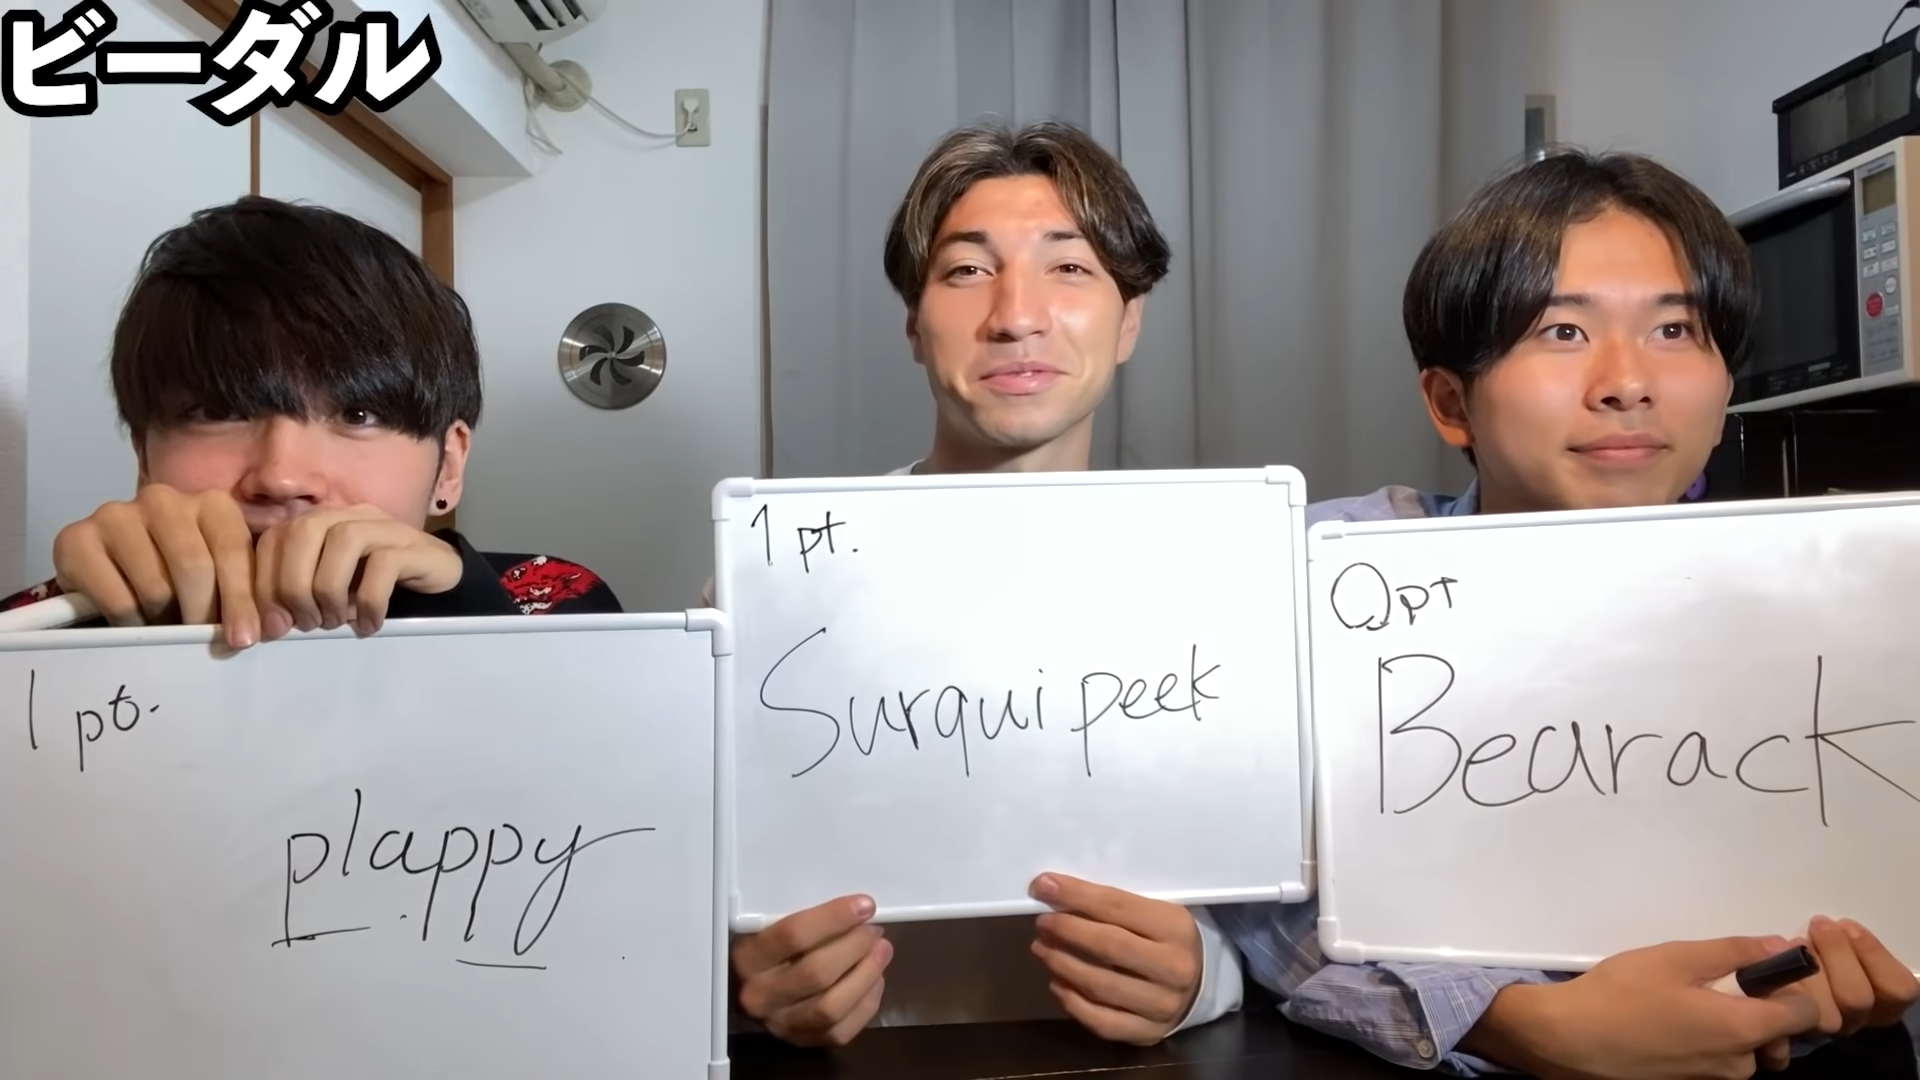 ビーダル
1 pt.
plappy
1 pt.
Surquipeek
0pt
Bearack